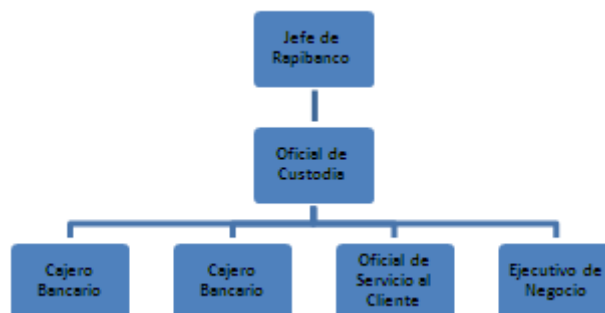 Jefe de
Rapibanco
Oficial de
Custodia
Cajero
Bancario
Cajero
Bancario
Oficial de
Servicio al
Cliente
Ejecutivo de
Negocio